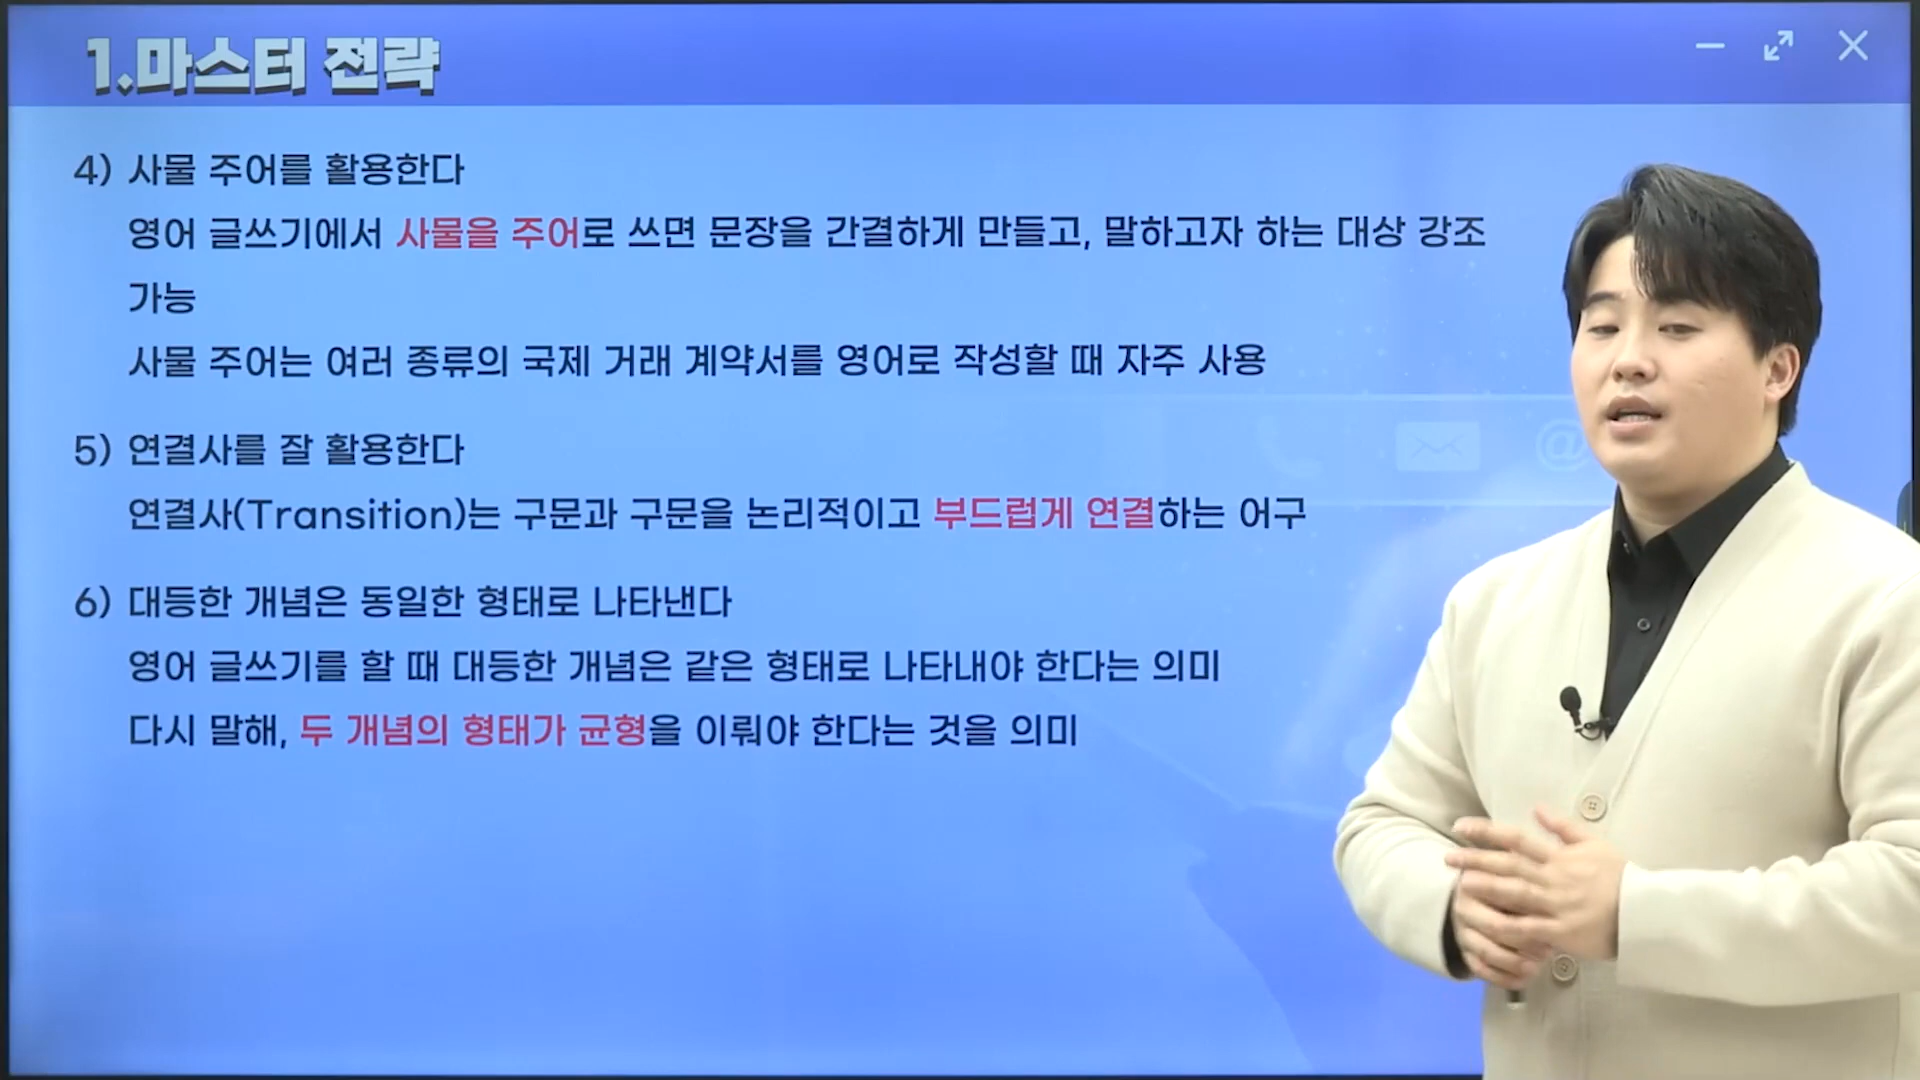 1.마스터 전략
4) 사물 주어를 활용한다
영어 글쓰기에서 사물을 주어로 쓰면 문장을 간결하게 만들고, 말하고자 하는 대상 강조
가능
사물 주어는 여러 종류의 국제 거래 계약서를 영어로 작성할 때 자주 사용
5) 연결사를 잘 활용한다
연결사(Transition)는 구문과 구문을 논리적이고 부드럽게 연결하는 어구
6) 대등한 개념은 동일한 형태로 나타낸다
영어 글쓰기를 할 때 대등한 개념은 같은 형태로 나타내야 한다는 의미
다시 말해, 두 개념의 형태가 균형을 이뤄야 한다는 것을 의미